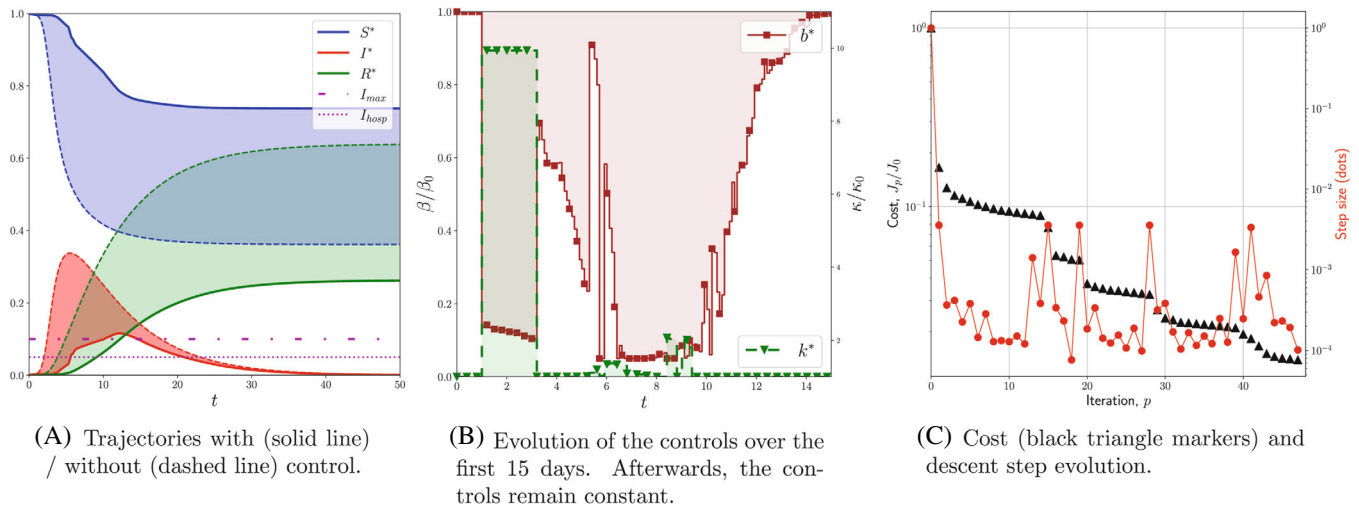 1.0
0.8
0.6
0.4
0.2
0.0
0
10
20
30
40
50
t
S*
I*
R*
I_max
I_hosp
(A) Trajectories with (solid line)
/ without (dashed line) control.
1.0
0.8
0.6
0.4
0.2
0.0
β/β₀
0
2
4
6
8
10
12
14
t
10
8
6
4
2
0
κ/κ₀
b*
k*
(B) Evolution of the controls over the
first 15 days. Afterwards, the con-
trols remain constant.
10⁰
10⁻¹
Cost, J_p/J_0
0
10
20
30
40
Iteration, p
10⁰
10⁻¹
10⁻²
10⁻³
10⁻⁴
Step size (dots)
(C) Cost (black triangle markers) and
descent step evolution.